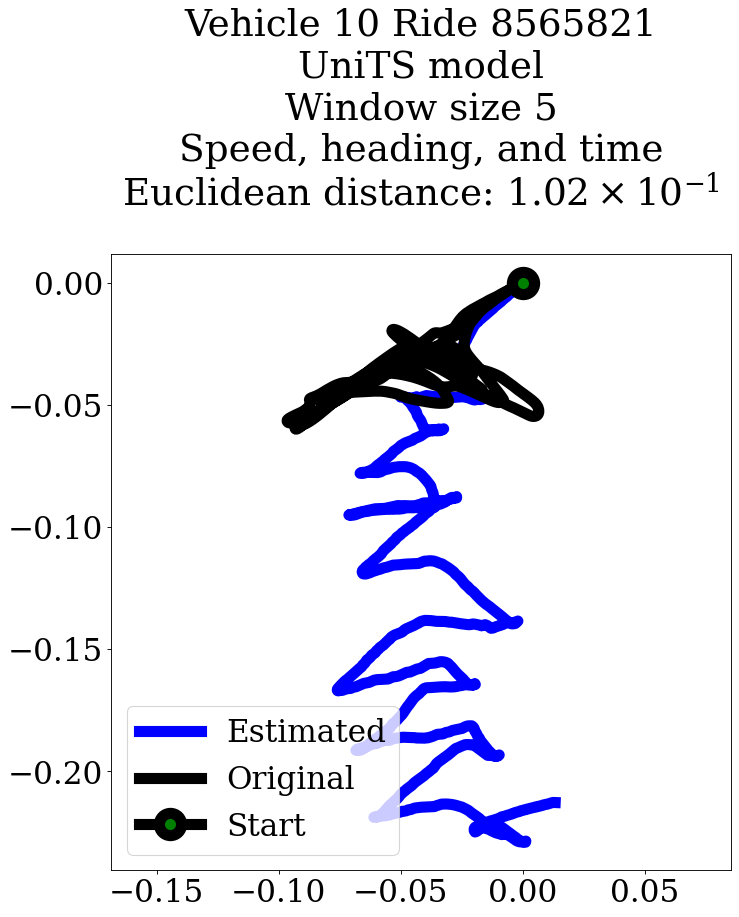 Vehicle 10 Ride 8565821
UniTS model
Window size 5
Speed, heading, and time
Euclidean distance: 1.02 × 10⁻¹
0.00
−0.05
−0.10
−0.15
−0.20
Estimated
Original
Start
−0.15 −0.10 −0.05 0.00 0.05